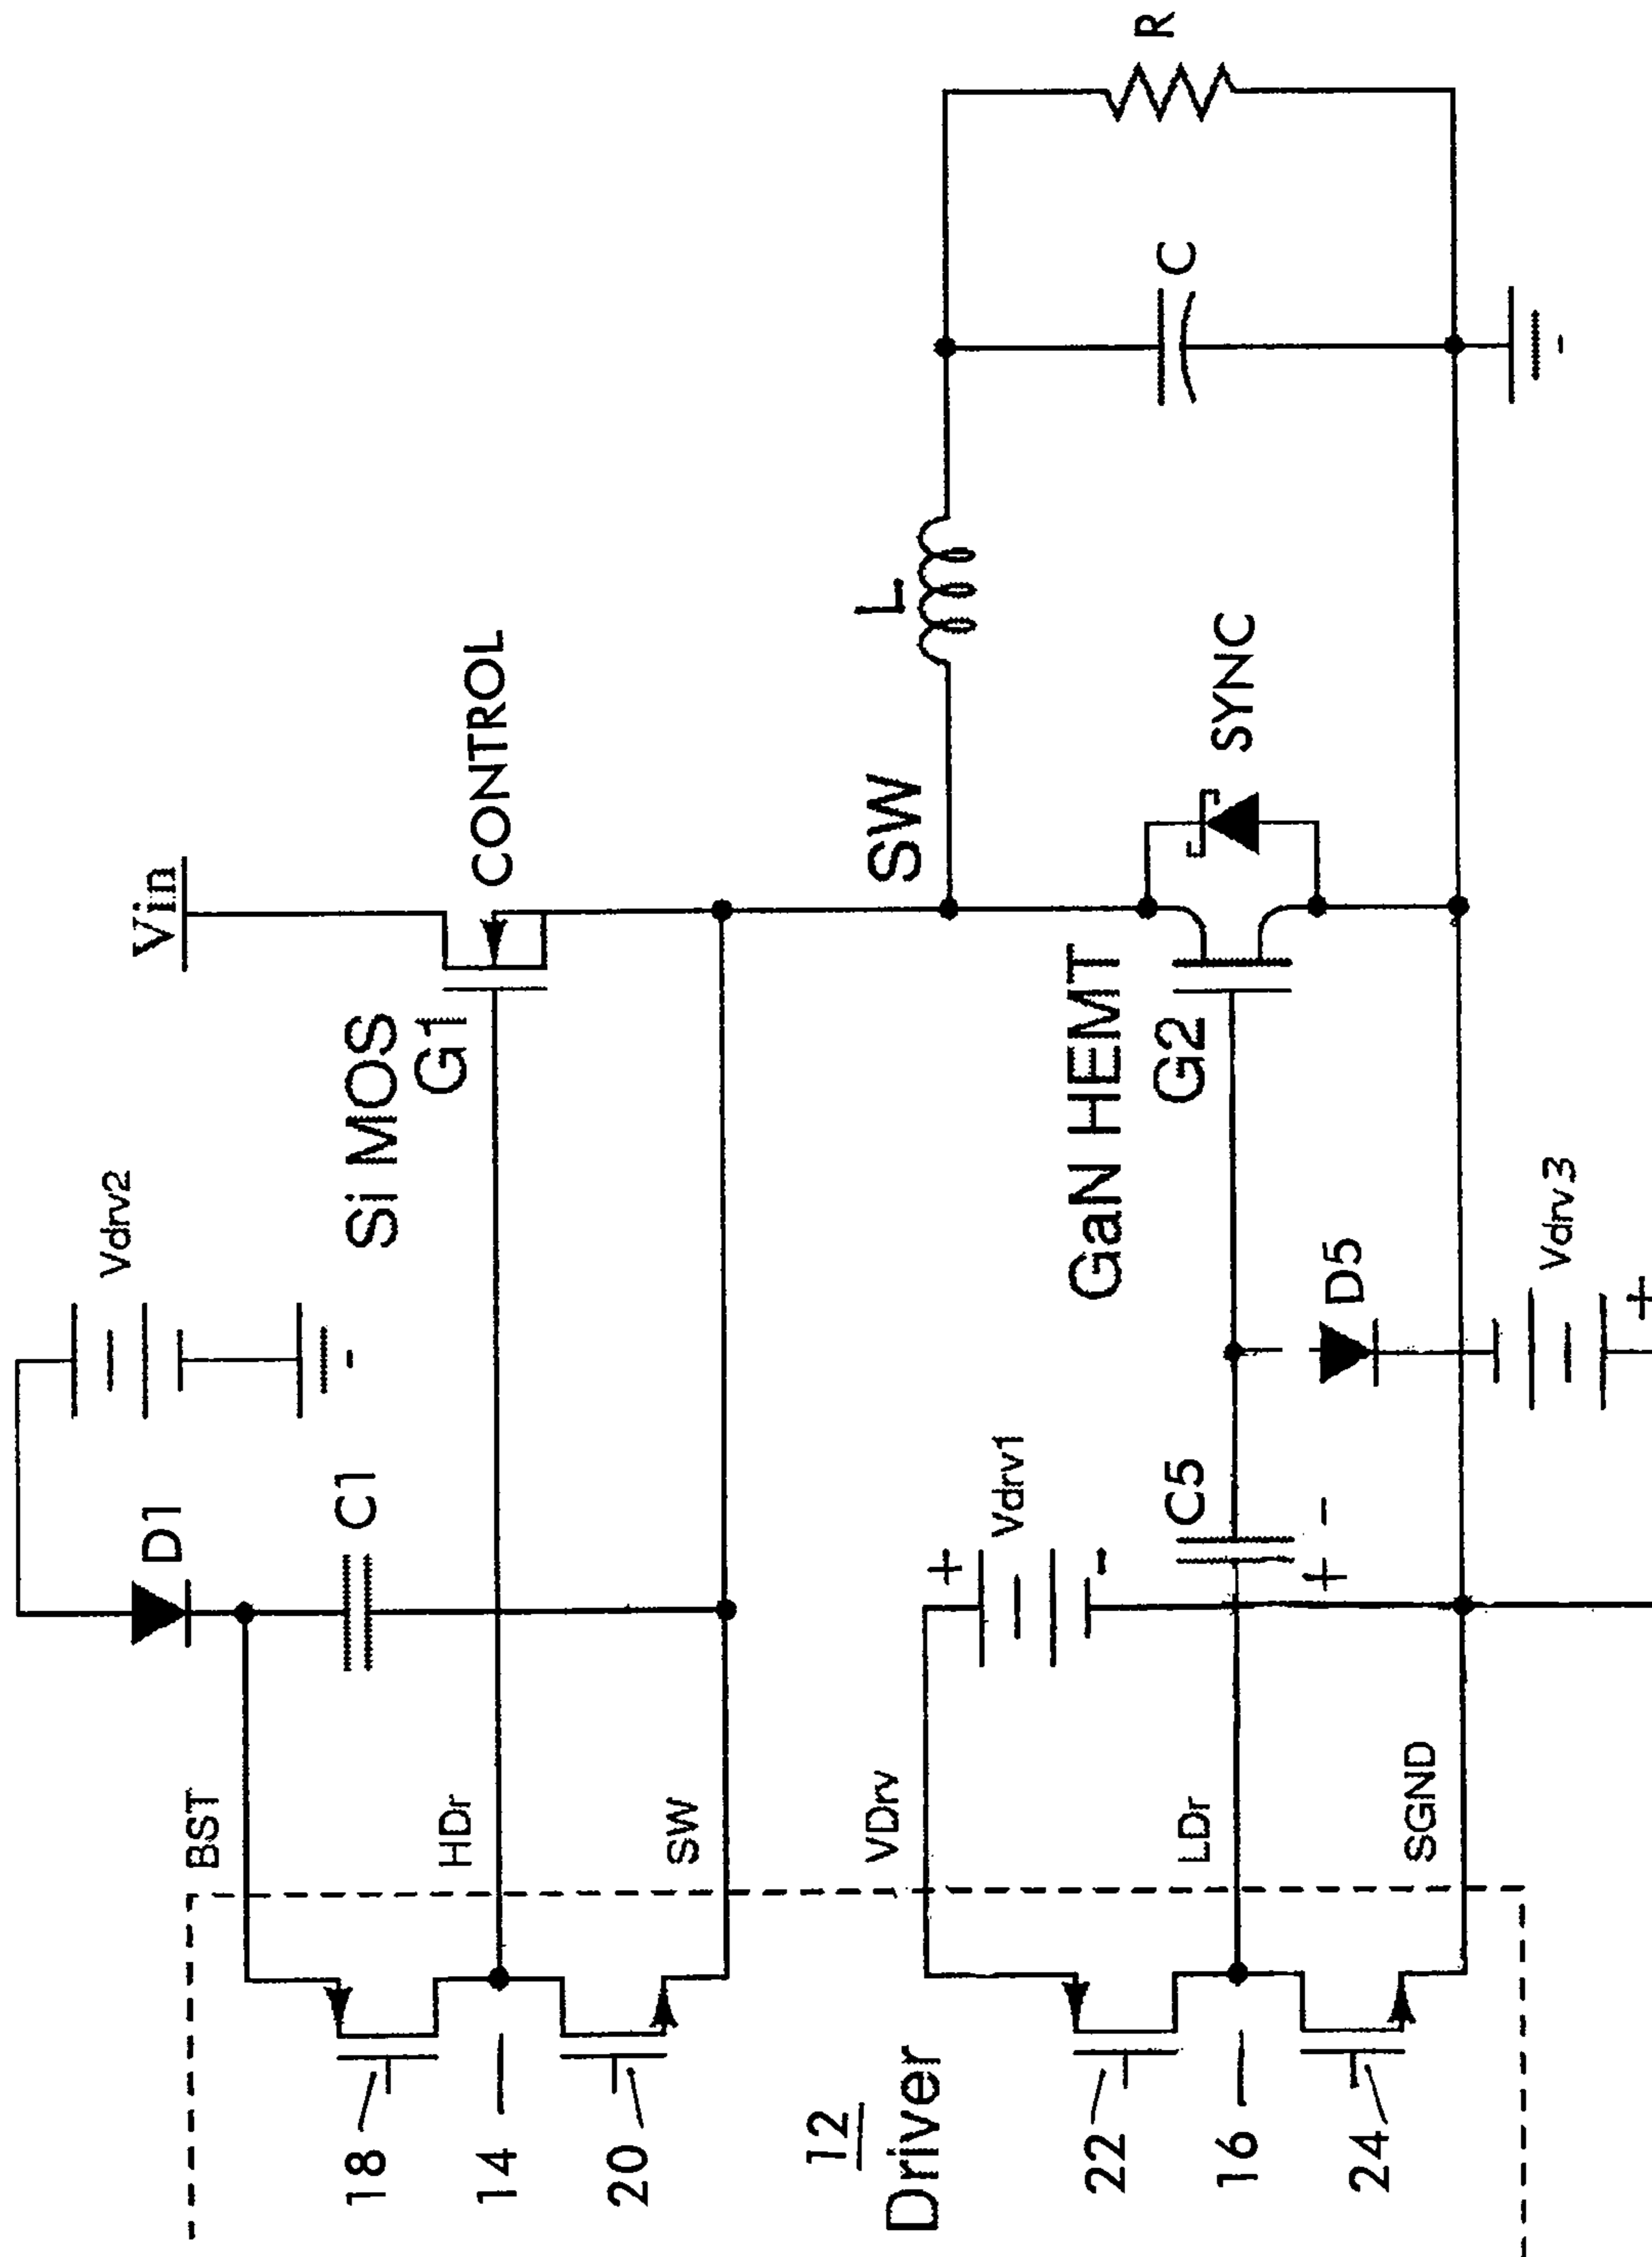 Vin
CONTROL
Si MOS
G1
Vdrv2
D1
C1
BST
HDr
SW
18
14
20
12
Driver
SW
L
C
R
SYNC
GaN HEMT
G2
D5
Vdrv3
+
Vdrv1
+
-
C5
+ -
VDrv
LDr
SGND
22
16
24